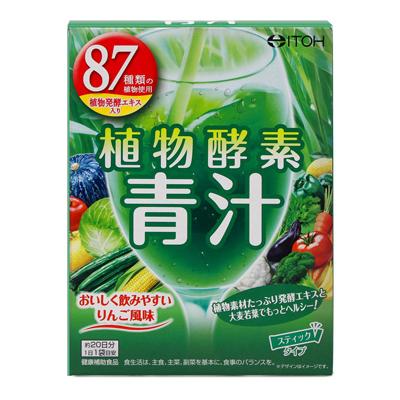 87
種類の
植物使用
植物発酵エキス
入り
ITOH
植物酵素
青汁
おいしく飲みやすい
りんご風味
植物素材たっぷり発酵エキスと
大麦若葉でもっとヘルシー!
スティック
タイプ
約20日分
1日1袋目安
健康補助食品 食生活は、主食、主菜、副菜を基本に、食事のバランスを。
※デザインはイメージです。